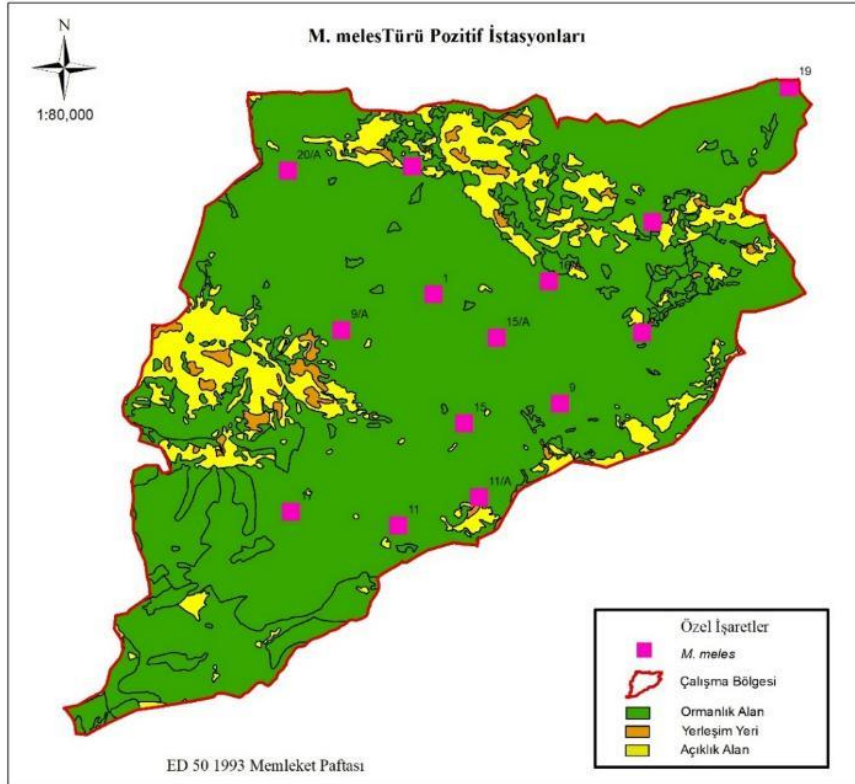 M. melesTürü Pozitif İstasyonları
N
1:80,000
19
20/A
1
9/A
15/A
9
15
11/A
11
Özel İşaretler
M. meles
Çalışma Bölgesi
Ormanlık Alan
Yerleşim Yeri
Açıklık Alan
ED 50 1993 Memleket Paftası